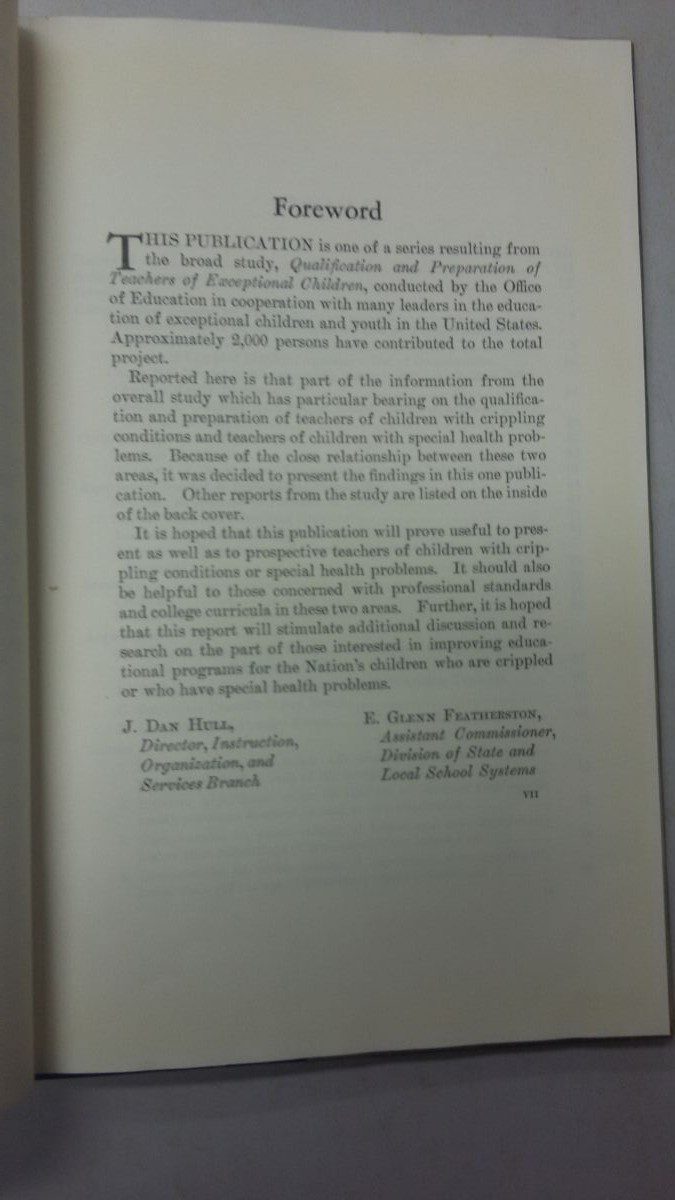 Foreword
THIS PUBLICATION is one of a series resulting from
the broad study, Qualification and Preparation of
Teachers of Exceptional Children, conducted by the Office
of Education in cooperation with many leaders in the educa-
tion of exceptional children and youth in the United States.
Approximately 2,000 persons have contributed to the total
project.
Reported here is that part of the information from the
overall study which has particular bearing on the qualifica-
tion and preparation of teachers of children with crippling
conditions and teachers of children with special health prob-
lems. Because of the close relationship between these two
areas, it was decided to present the findings in this one publi-
cation. Other reports from the study are listed on the inside
of the back cover.
It is hoped that this publication will prove useful to pres-
ent as well as to prospective teachers of children with crip-
pling conditions or special health problems. It should also
be helpful to those concerned with professional standards
and college curricula in these two areas. Further, it is hoped
that this report will stimulate additional discussion and re-
search on the part of those interested in improving educa-
tional programs for the Nation's children who are crippled
or who have special health problems.
J. DAN HULL,
Director, Instruction,
Organization, and
Services Branch
E. GLENN FEATHERSTON,
Assistant Commissioner,
Division of State and
Local School Systems
VII